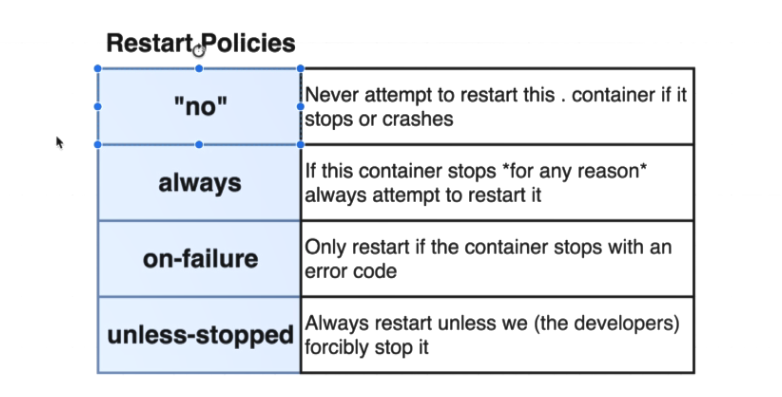 Restart Policies
"no"
Never attempt to restart this . container if it
stops or crashes
always
If this container stops *for any reason*
always attempt to restart it
on-failure
Only restart if the container stops with an
error code
unless-stopped
Always restart unless we (the developers)
forcibly stop it